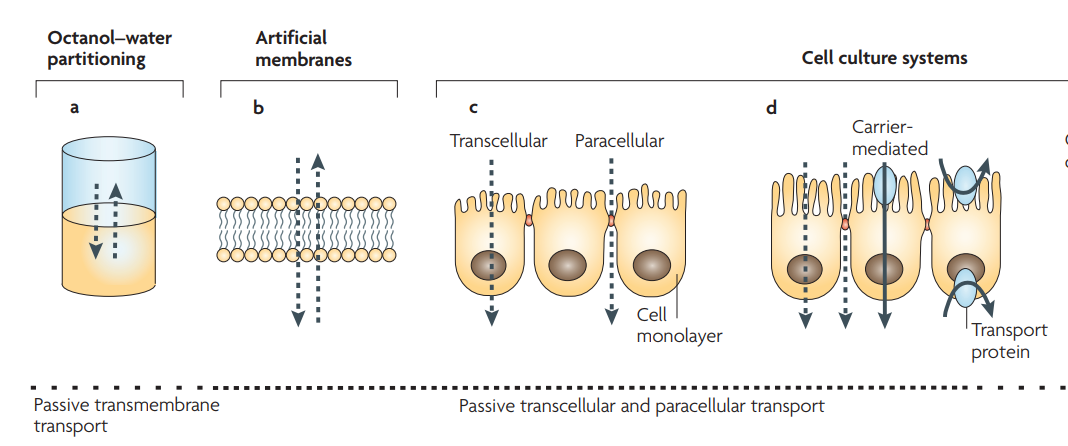 Octanol–water
partitioning
Artificial
membranes
Cell culture systems
a
b
c
d
Transcellular
Paracellular
Carrier-
mediated
Cell
monolayer
Transport
protein
Passive transmembrane
transport
Passive transcellular and paracellular transport